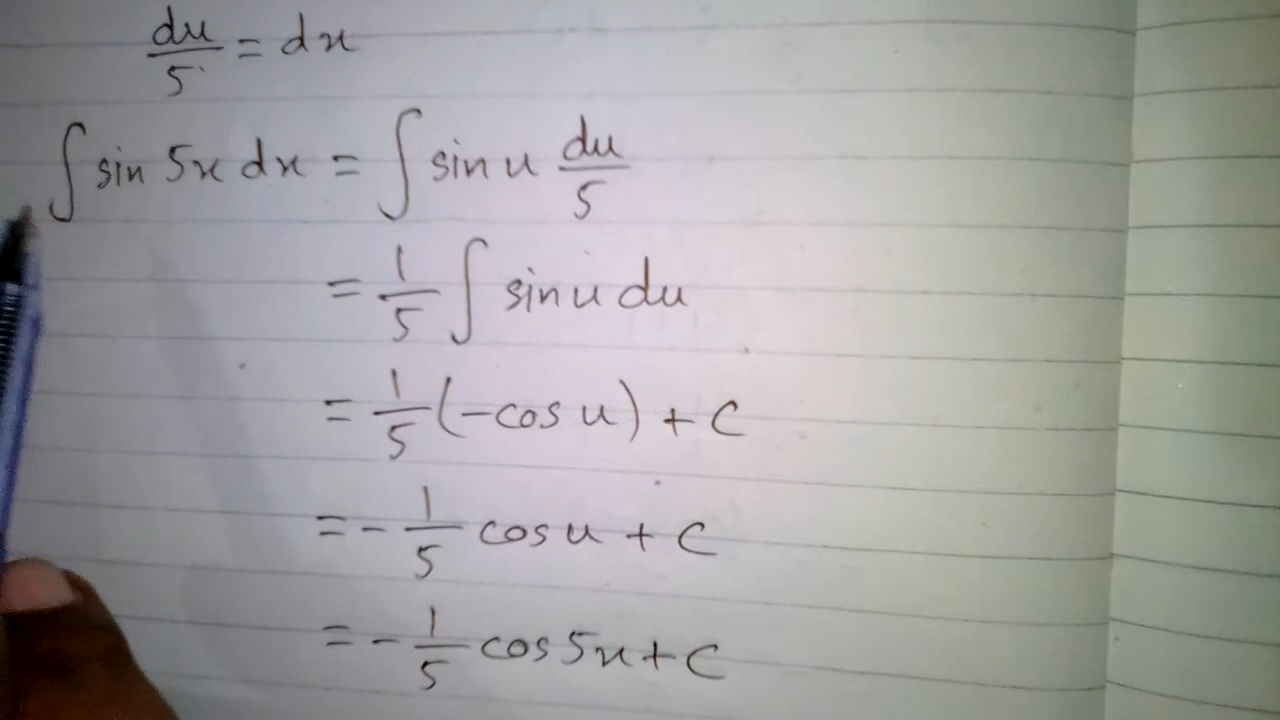 du/5 = dx
∫ sin 5x dx = ∫ sin u du/5
= 1/5 ∫ sin u du
= 1/5 (-cos u) + c
= - 1/5 cos u + c
= - 1/5 cos 5x + c